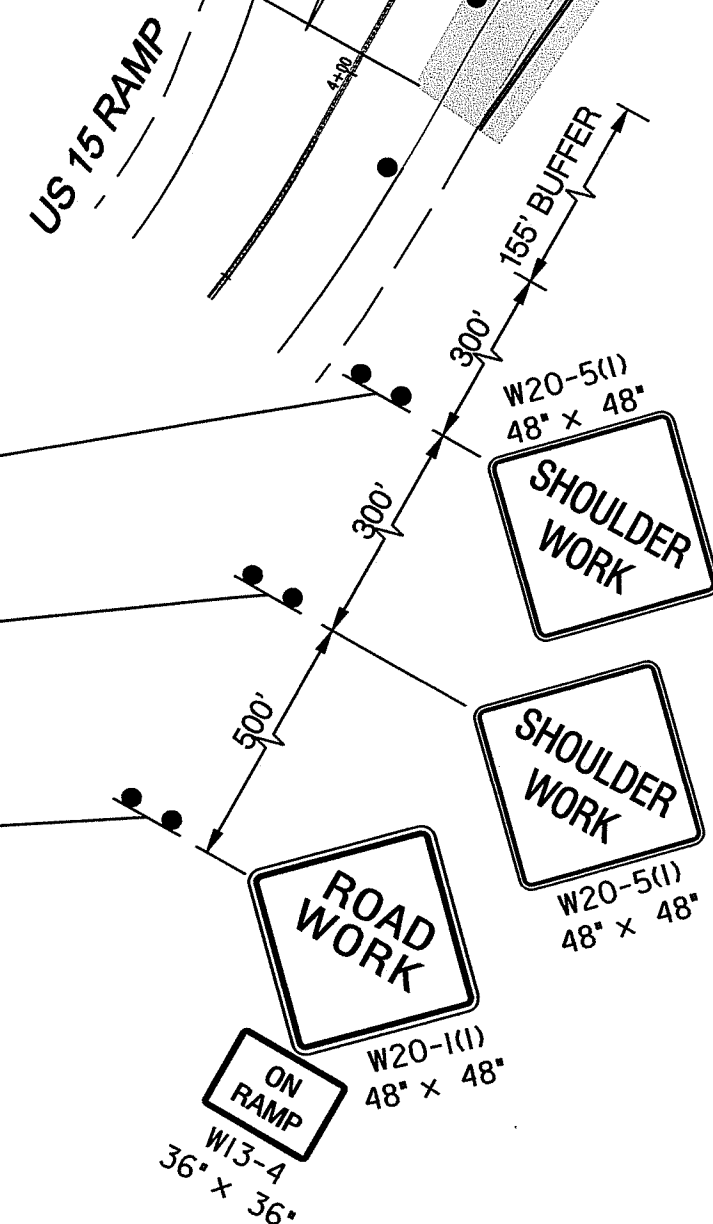 US 15 RAMP
4+00
155' BUFFER
300'
W20-5(1)
48" × 48"
SHOULDER
WORK
300'
SHOULDER
WORK
W20-5(1)
48" × 48"
500'
ROAD
WORK
W20-1(1)
48" × 48"
ON
RAMP
W13-4
36" × 36"